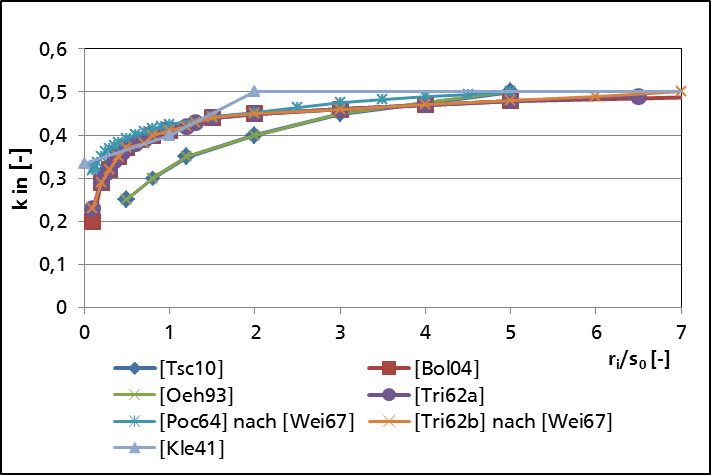 0,6
0,5
0,4
0,3
0,2
0,1
0
k in [-]
0 1 2 3 4 5 6 7
ri/s0 [-]
[Tsc10] [Bol04]
[Oeh93] [Tri62a]
[Poc64] nach [Wei67] [Tri62b] nach [Wei67]
[Kle41]